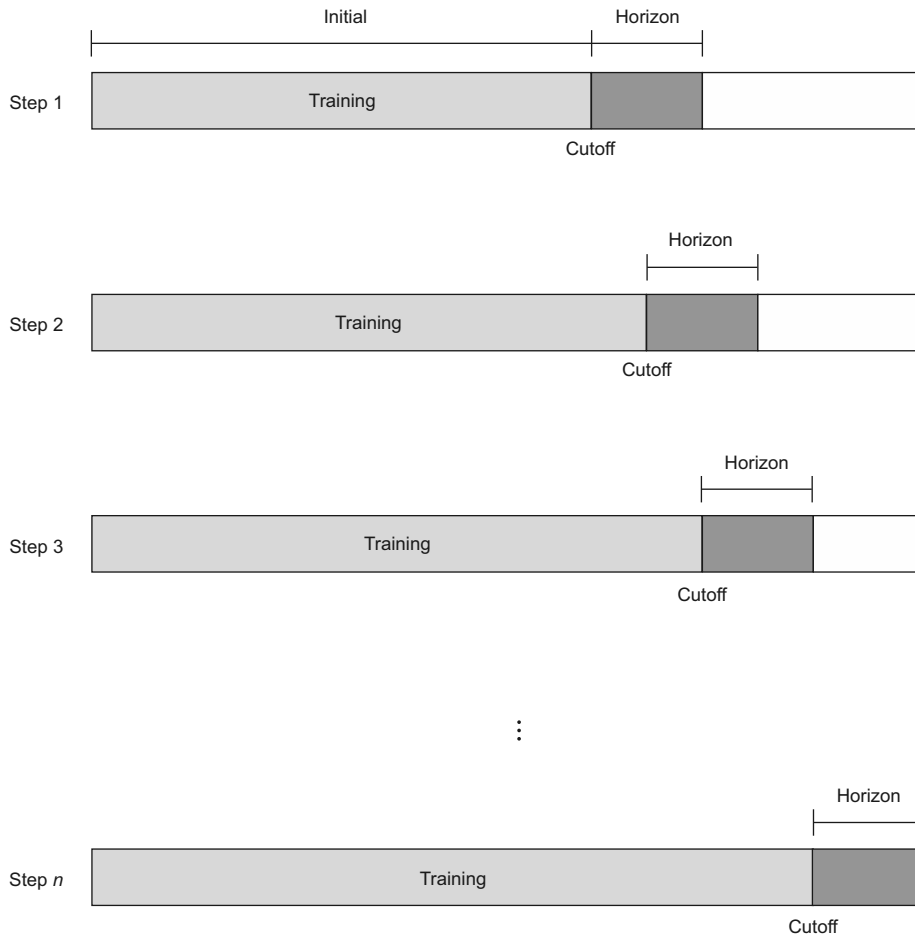 Initial
Horizon
Step 1
Training
Cutoff
Horizon
Step 2
Training
Cutoff
Horizon
Step 3
Training
Cutoff
⋮
Horizon
Step n
Training
Cutoff